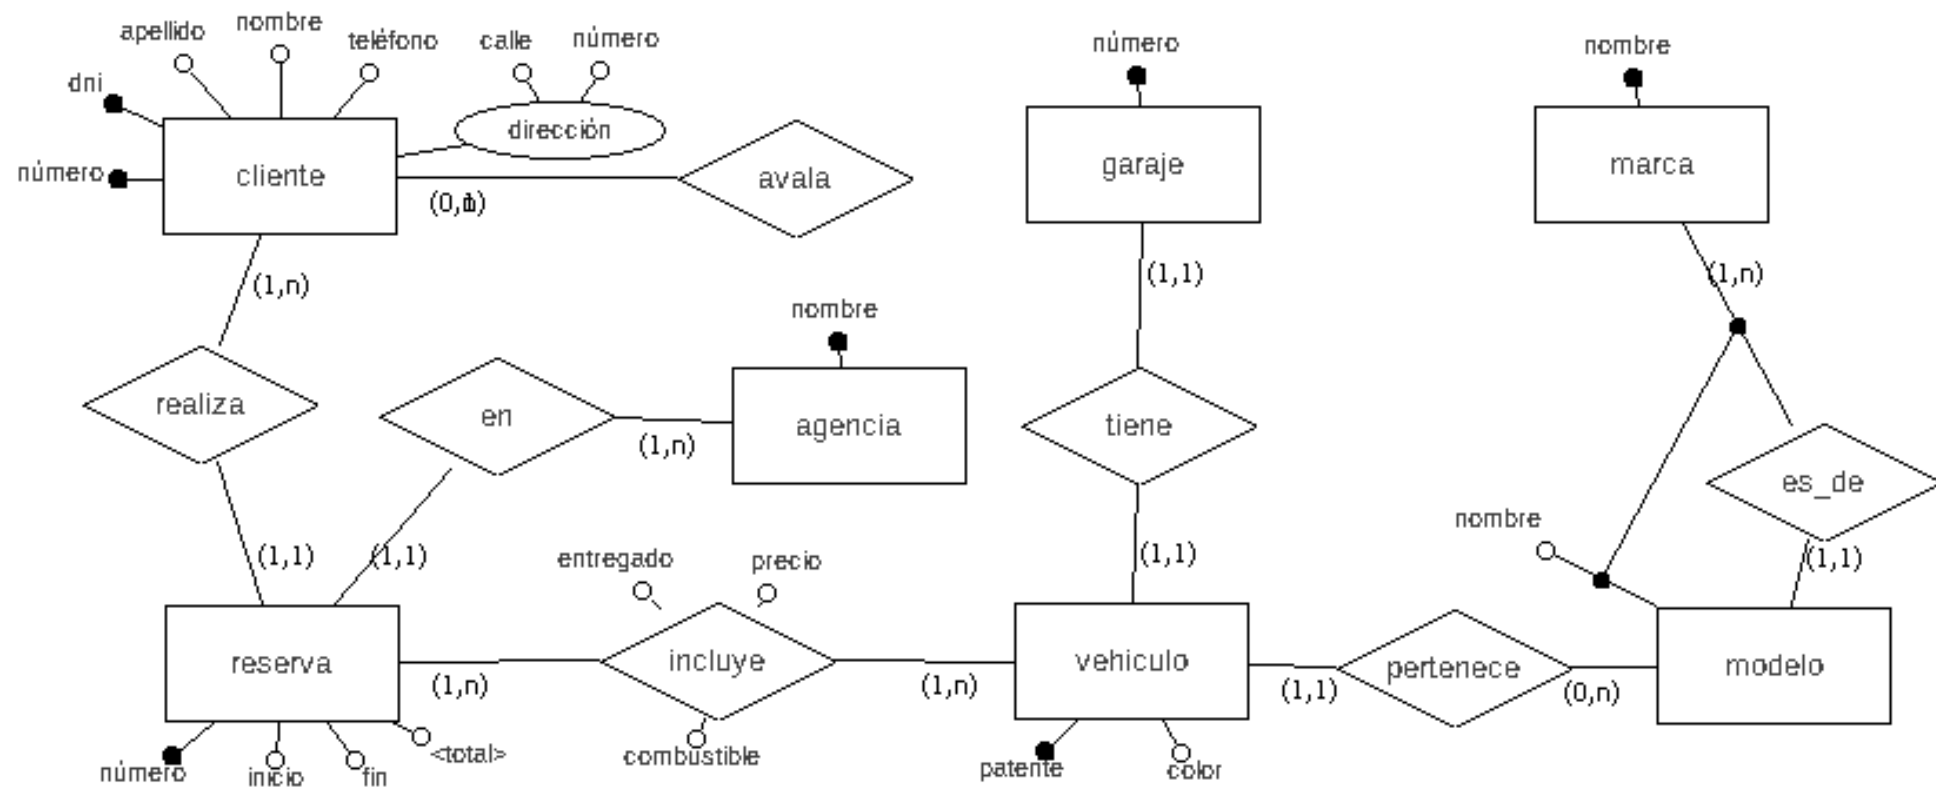 nombre
apellido
teléfono
calle
número
número
nombre
dni
dirección
número
cliente
avala
garaje
marca
(1,n)
(1,1)
(1,n)
nombre
realiza
en
agencia
tiene
(1,n)
es_de
nombre
(1,1)
(1,1)
(1,1)
(1,1)
entregado
precio
reserva
incluye
vehiculo
pertenece
modelo
(1,n)
(1,n)
(1,1)
(0,n)
<total>
combustible
número
inicio
fin
patente
color